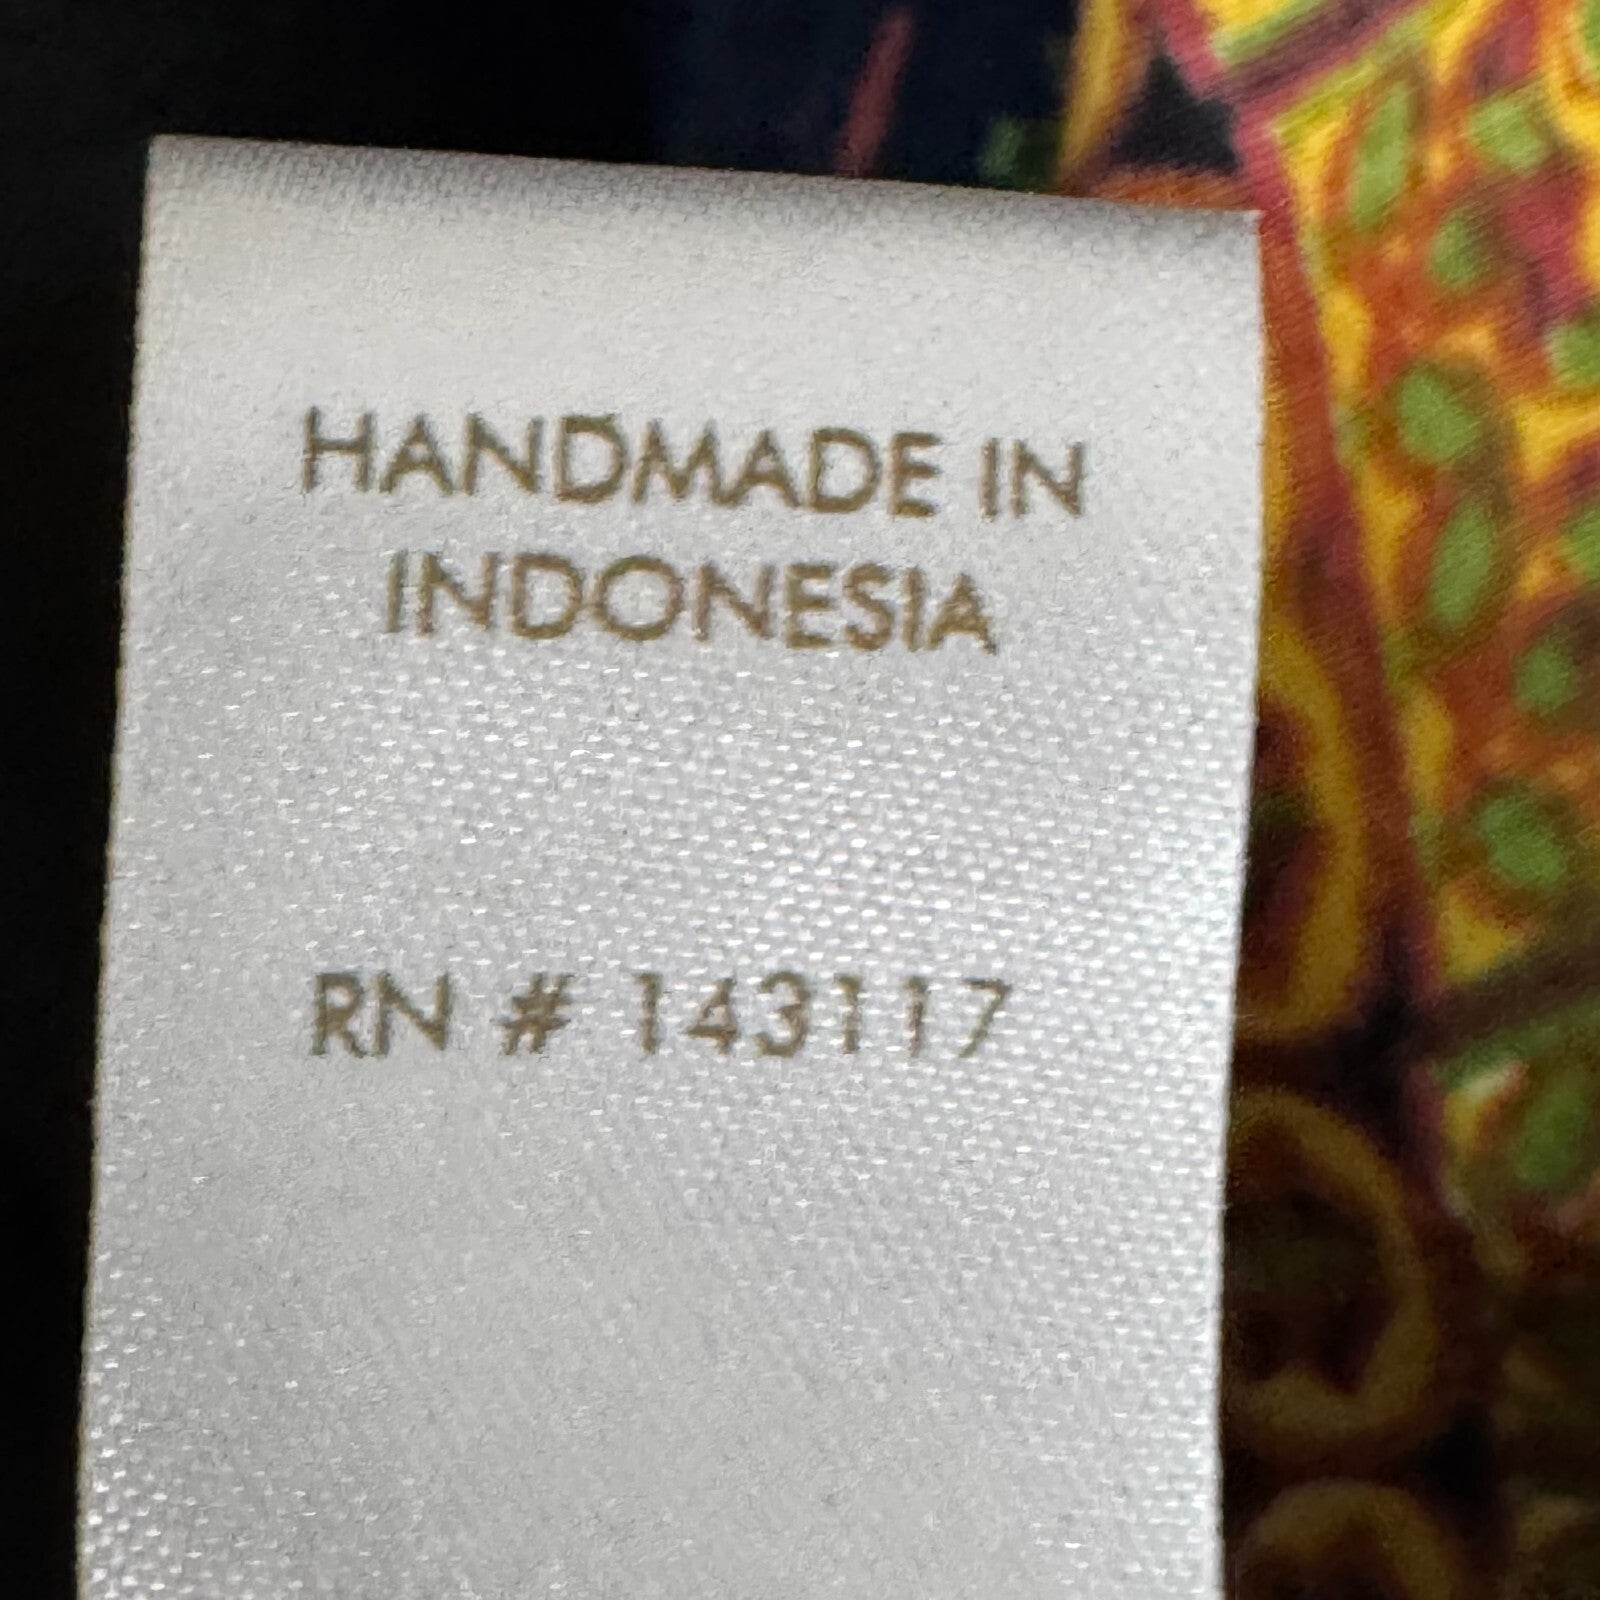 HANDMADE IN
INDONESIA
RN # 143117